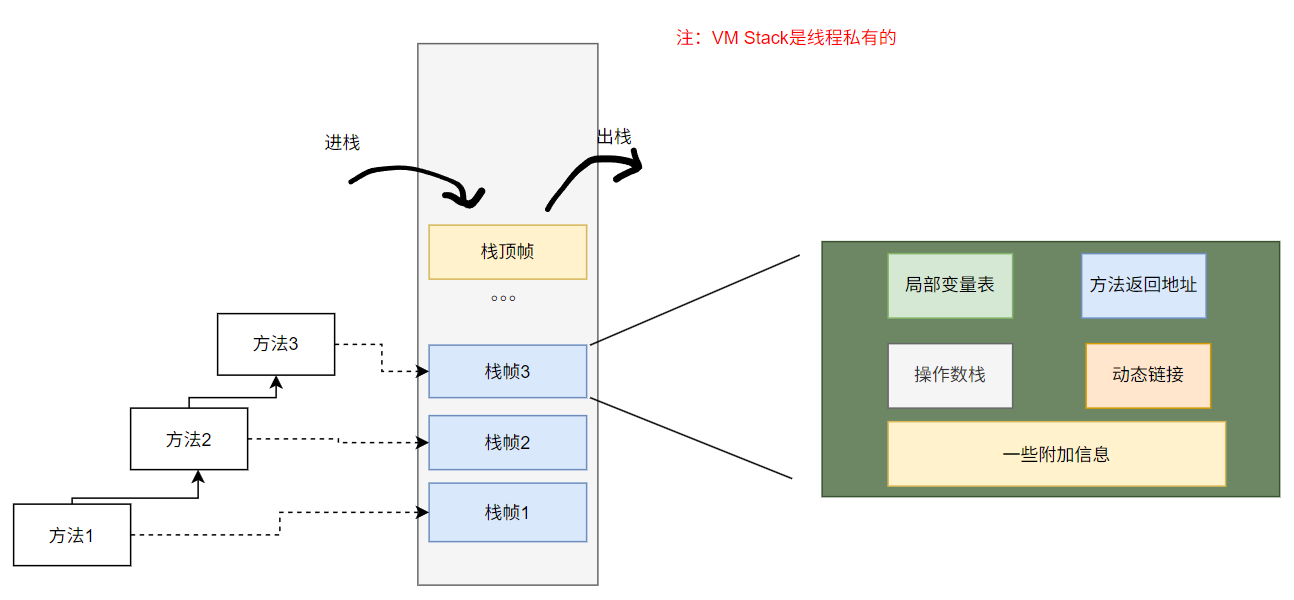 注：VM Stack是线程私有的
进栈
出栈
栈顶帧
。。。
方法3
栈帧3
方法2
栈帧2
方法1
栈帧1
局部变量表
方法返回地址
操作数栈
动态链接
一些附加信息